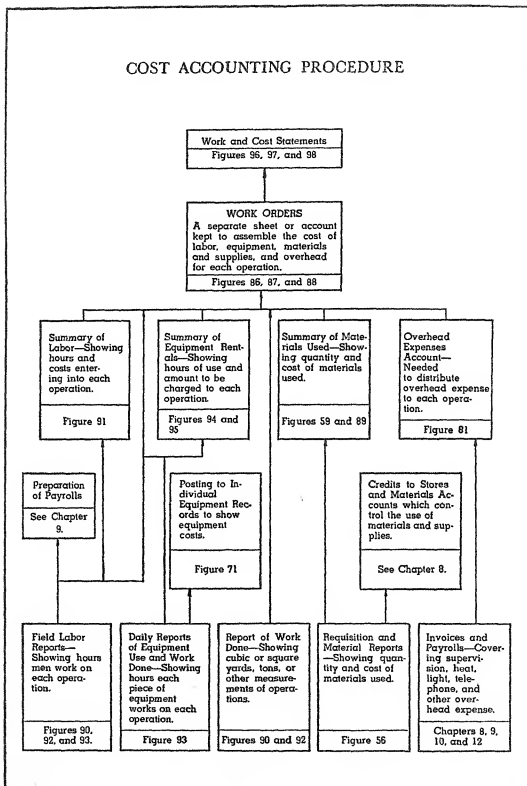 COST ACCOUNTING PROCEDURE
Work and Cost Statements
Figures 96, 97, and 98
WORK ORDERS
A separate sheet or account
kept to assemble the cost of
labor, equipment, materials
and supplies, and overhead
for each operation.
Figures 86, 87, and 88
Summary of
Labor—Showing
hours and
costs enter-
ing into each
operation.
Figure 91
Summary of
Equipment Rent-
als—Showing
hours of use and
amount to be
charged to each
operation.
Figures 94 and
95
Summary of Mate-
rials Used—Show-
ing quantity and
cost of materials
used.
Figures 59 and 89
Overhead
Expenses
Account—
Needed
to distribute
overhead expense
to each opera-
tion.
Figure 81
Preparation
of Payrolls
See Chapter
9.
Posting to In-
dividual
Equipment Rec-
ords to show
equipment
costs.
Figure 71
Credits to Stores
and Materials Ac-
counts which con-
trol the use of
materials and sup-
plies.
See Chapter 8.
Field Labor
Reports—
Showing hours
men work on
each opera-
tion.
Figures 90,
92, and 93.
Daily Reports
of Equipment
Use and Work
Done—Showing
hours each
piece of
equipment
works on each
operation.
Figure 93
Report of Work
Done—Showing
cubic or square
yards, tons, or
other measure-
ments of opera-
tions.
Figures 90 and 92
Requisition and
Material Reports
—Showing quan-
tity and cost of
materials used.
Figure 56
Invoices and
Payrolls—Cov-
ering supervi-
sion, heat,
light, tele-
phone, and
other over-
head expense.
Chapters 8, 9,
10, and 12